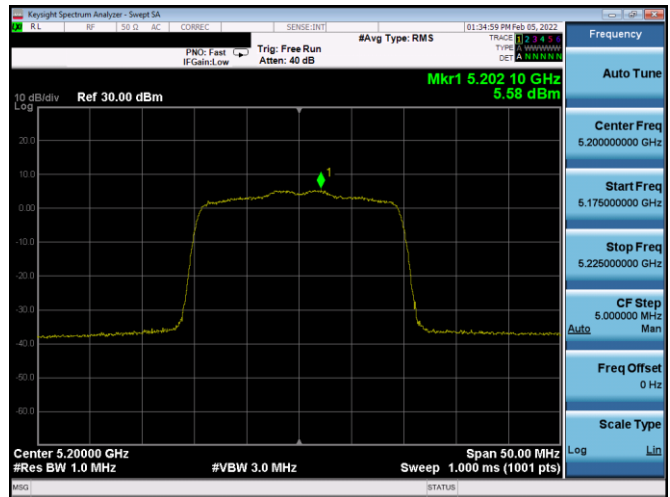 Keysight Spectrum Analyzer - Swept SA
RL RF 50 Ω AC CORREC SENSE:INT 01:34:59 PM Feb 05, 2022
#Avg Type: RMS
TRACE 1 2 3 4 5 6
TYPE A WWWWW
DET A N N N N N
PNO: Fast Trig: Free Run
IFGain:Low Atten: 40 dB
Mkr1 5.202 10 GHz
5.58 dBm
10 dB/div Ref 30.00 dBm
Log
20.0
10.0
0.00
-10.0
-20.0
-30.0
-40.0
-50.0
-60.0
1
Center 5.20000 GHz Span 50.00 MHz
#Res BW 1.0 MHz #VBW 3.0 MHz Sweep 1.000 ms (1001 pts)
MSG STATUS
Frequency
Auto Tune
Center Freq
5.200000000 GHz
Start Freq
5.175000000 GHz
Stop Freq
5.225000000 GHz
CF Step
5.000000 MHz
Auto Man
Freq Offset
0 Hz
Scale Type
Log Lin